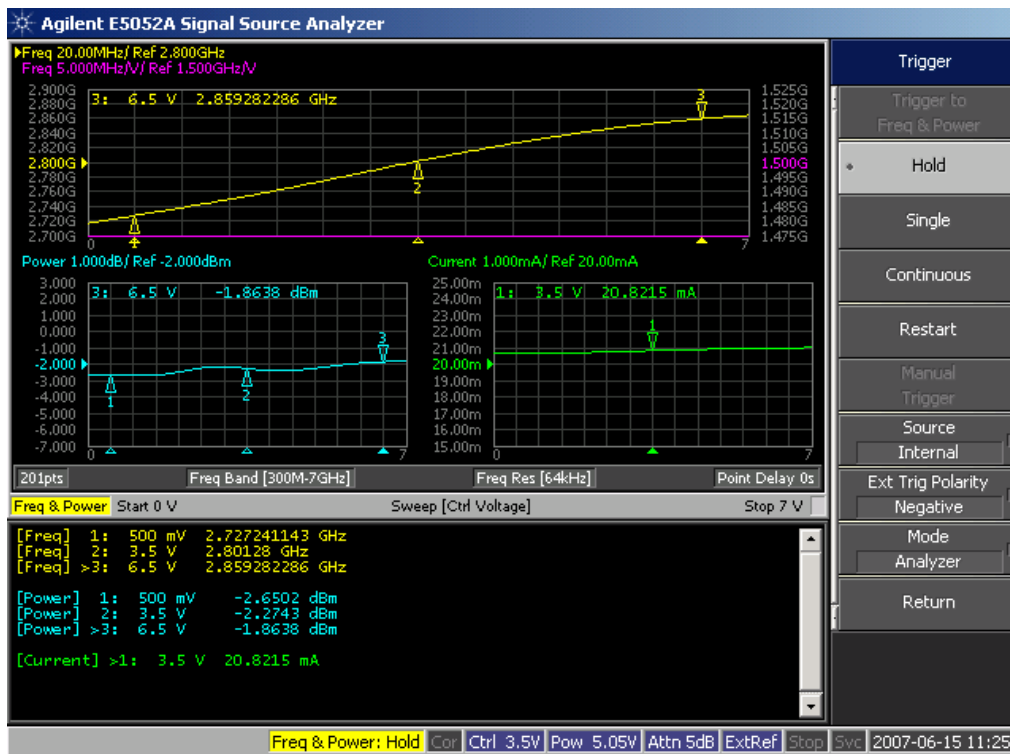 Agilent E5052A Signal Source Analyzer
Freq 20.00MHz/ Ref 2.800GHz
Freq 5.000MHz/V/ Ref 1.500GHz/V
3: 6.5 V 2.859282286 GHz
2.900G
2.880G
2.860G
2.840G
2.820G
2.800G
2.780G
2.760G
2.740G
2.720G
2.700G
1.525G
1.520G
1.515G
1.510G
1.505G
1.500G
1.495G
1.490G
1.485G
1.480G
1.475G
2
3
0
7
Power 1.000dB/ Ref -2.000dBm
3: 6.5 V -1.8638 dBm
3.000
2.000
1.000
0.000
-1.000
-2.000
-3.000
-4.000
-5.000
-6.000
-7.000
1
2
3
0
7
Current 1.000mA/ Ref 20.00mA
1: 3.5 V 20.8215 mA
25.00m
24.00m
23.00m
22.00m
21.00m
20.00m
19.00m
18.00m
17.00m
16.00m
15.00m
1
0
7
201pts Freq Band [300M-7GHz] Freq Res [64kHz] Point Delay 0s
Freq & Power Start 0 V Sweep [Ctrl Voltage] Stop 7 V
[Freq] 1: 500 mV 2.727241143 GHz
[Freq] 2: 3.5 V 2.80128 GHz
[Freq] >3: 6.5 V 2.859282286 GHz
[Power] 1: 500 mV -2.6502 dBm
[Power] 2: 3.5 V -2.2743 dBm
[Power] >3: 6.5 V -1.8638 dBm
[Current] >1: 3.5 V 20.8215 mA
Trigger
Trigger to
Freq & Power
Hold
Single
Continuous
Restart
Manual
Trigger
Source
Internal
Ext Trig Polarity
Negative
Mode
Analyzer
Return
Freq & Power: Hold Cor Ctrl 3.5V Pow 5.05V Attn 5dB ExtRef Stop Svc 2007-06-15 11:25